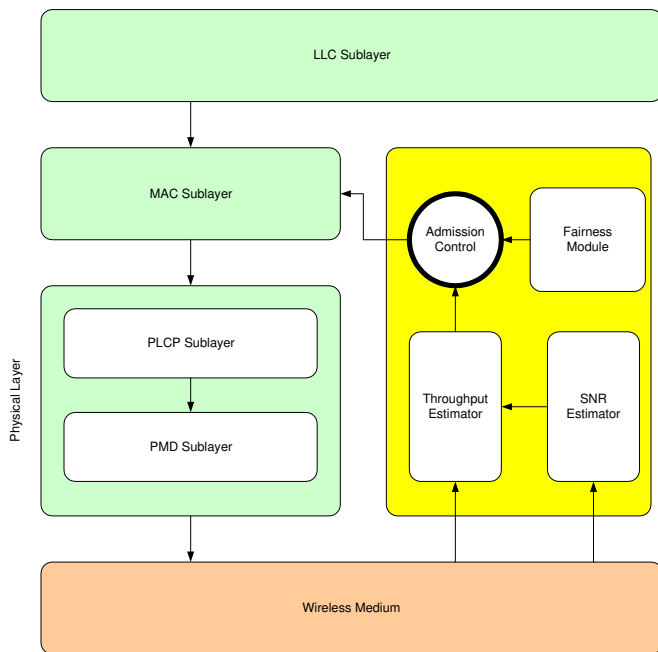 LLC Sublayer
MAC Sublayer
Admission
Control
Fairness
Module
Physical Layer
PLCP Sublayer
PMD Sublayer
Throughput
Estimator
SNR
Estimator
Wireless Medium